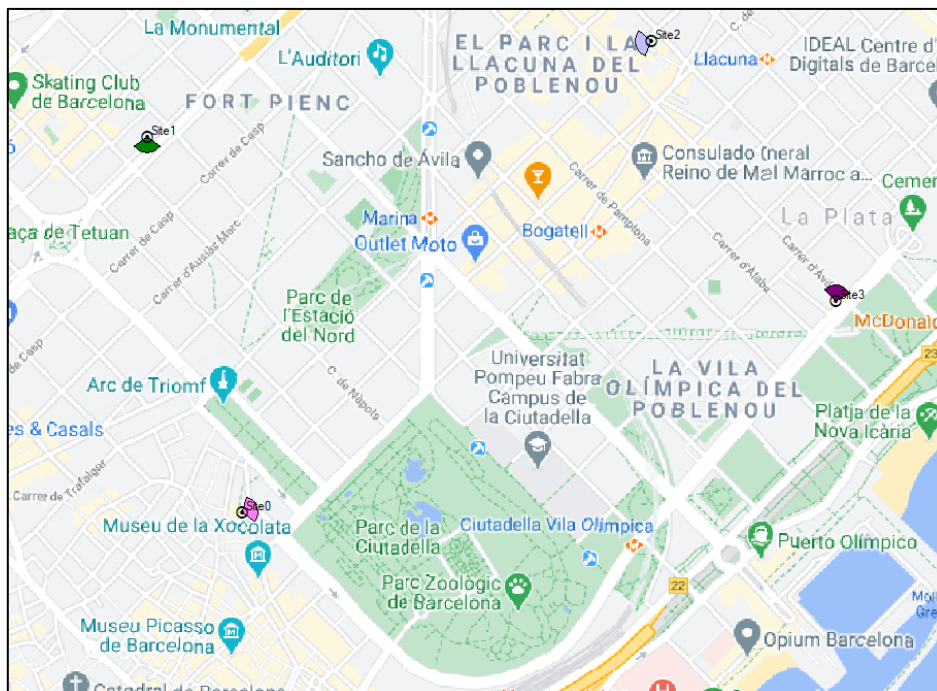 La Monumental
L'Auditori
EL PARC I LA
LLACUNA DEL
POBLENOU
Site2
Llacuna
IDEAL Centre d'
Digitals de Barcel
Skating Club
de Barcelona
FORT PIENC
Site1
Carrer de Casp
Sancho de Ávila
Consulado General
Reino de Mal Marroc a...
Carrer de Pamplona
Cemer
La Plata
Marina
Outlet Moto
Bogatell
aça de Tetuan
Carrer de Casp
Carrer d'Ausiàs Marc
Carrer d'Àlaba
Carrer d'Àvila
Site3
McDonald
Parc de
l'Estació
del Nord
23
Universitat
Pompeu Fabra
Campus de
la Ciutadella
LA VILA
OLÍMPICA DEL
POBLENOU
Arc de Triomf
C. de Nàpols
Platja de la
Nova Icària
es & Casals
Carrer de Trafalgar
Site0
Museu de la Xocolata
Parc de la
Ciutadella
Ciutadella Vila Olímpica
Puerto Olímpico
Parc Zoològic
de Barcelona
22
Museu Picasso
de Barcelona
Opium Barcelona
Catedral de Barcelona